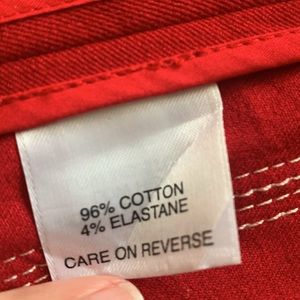 96% COTTON
4% ELASTANE
CARE ON REVERSE